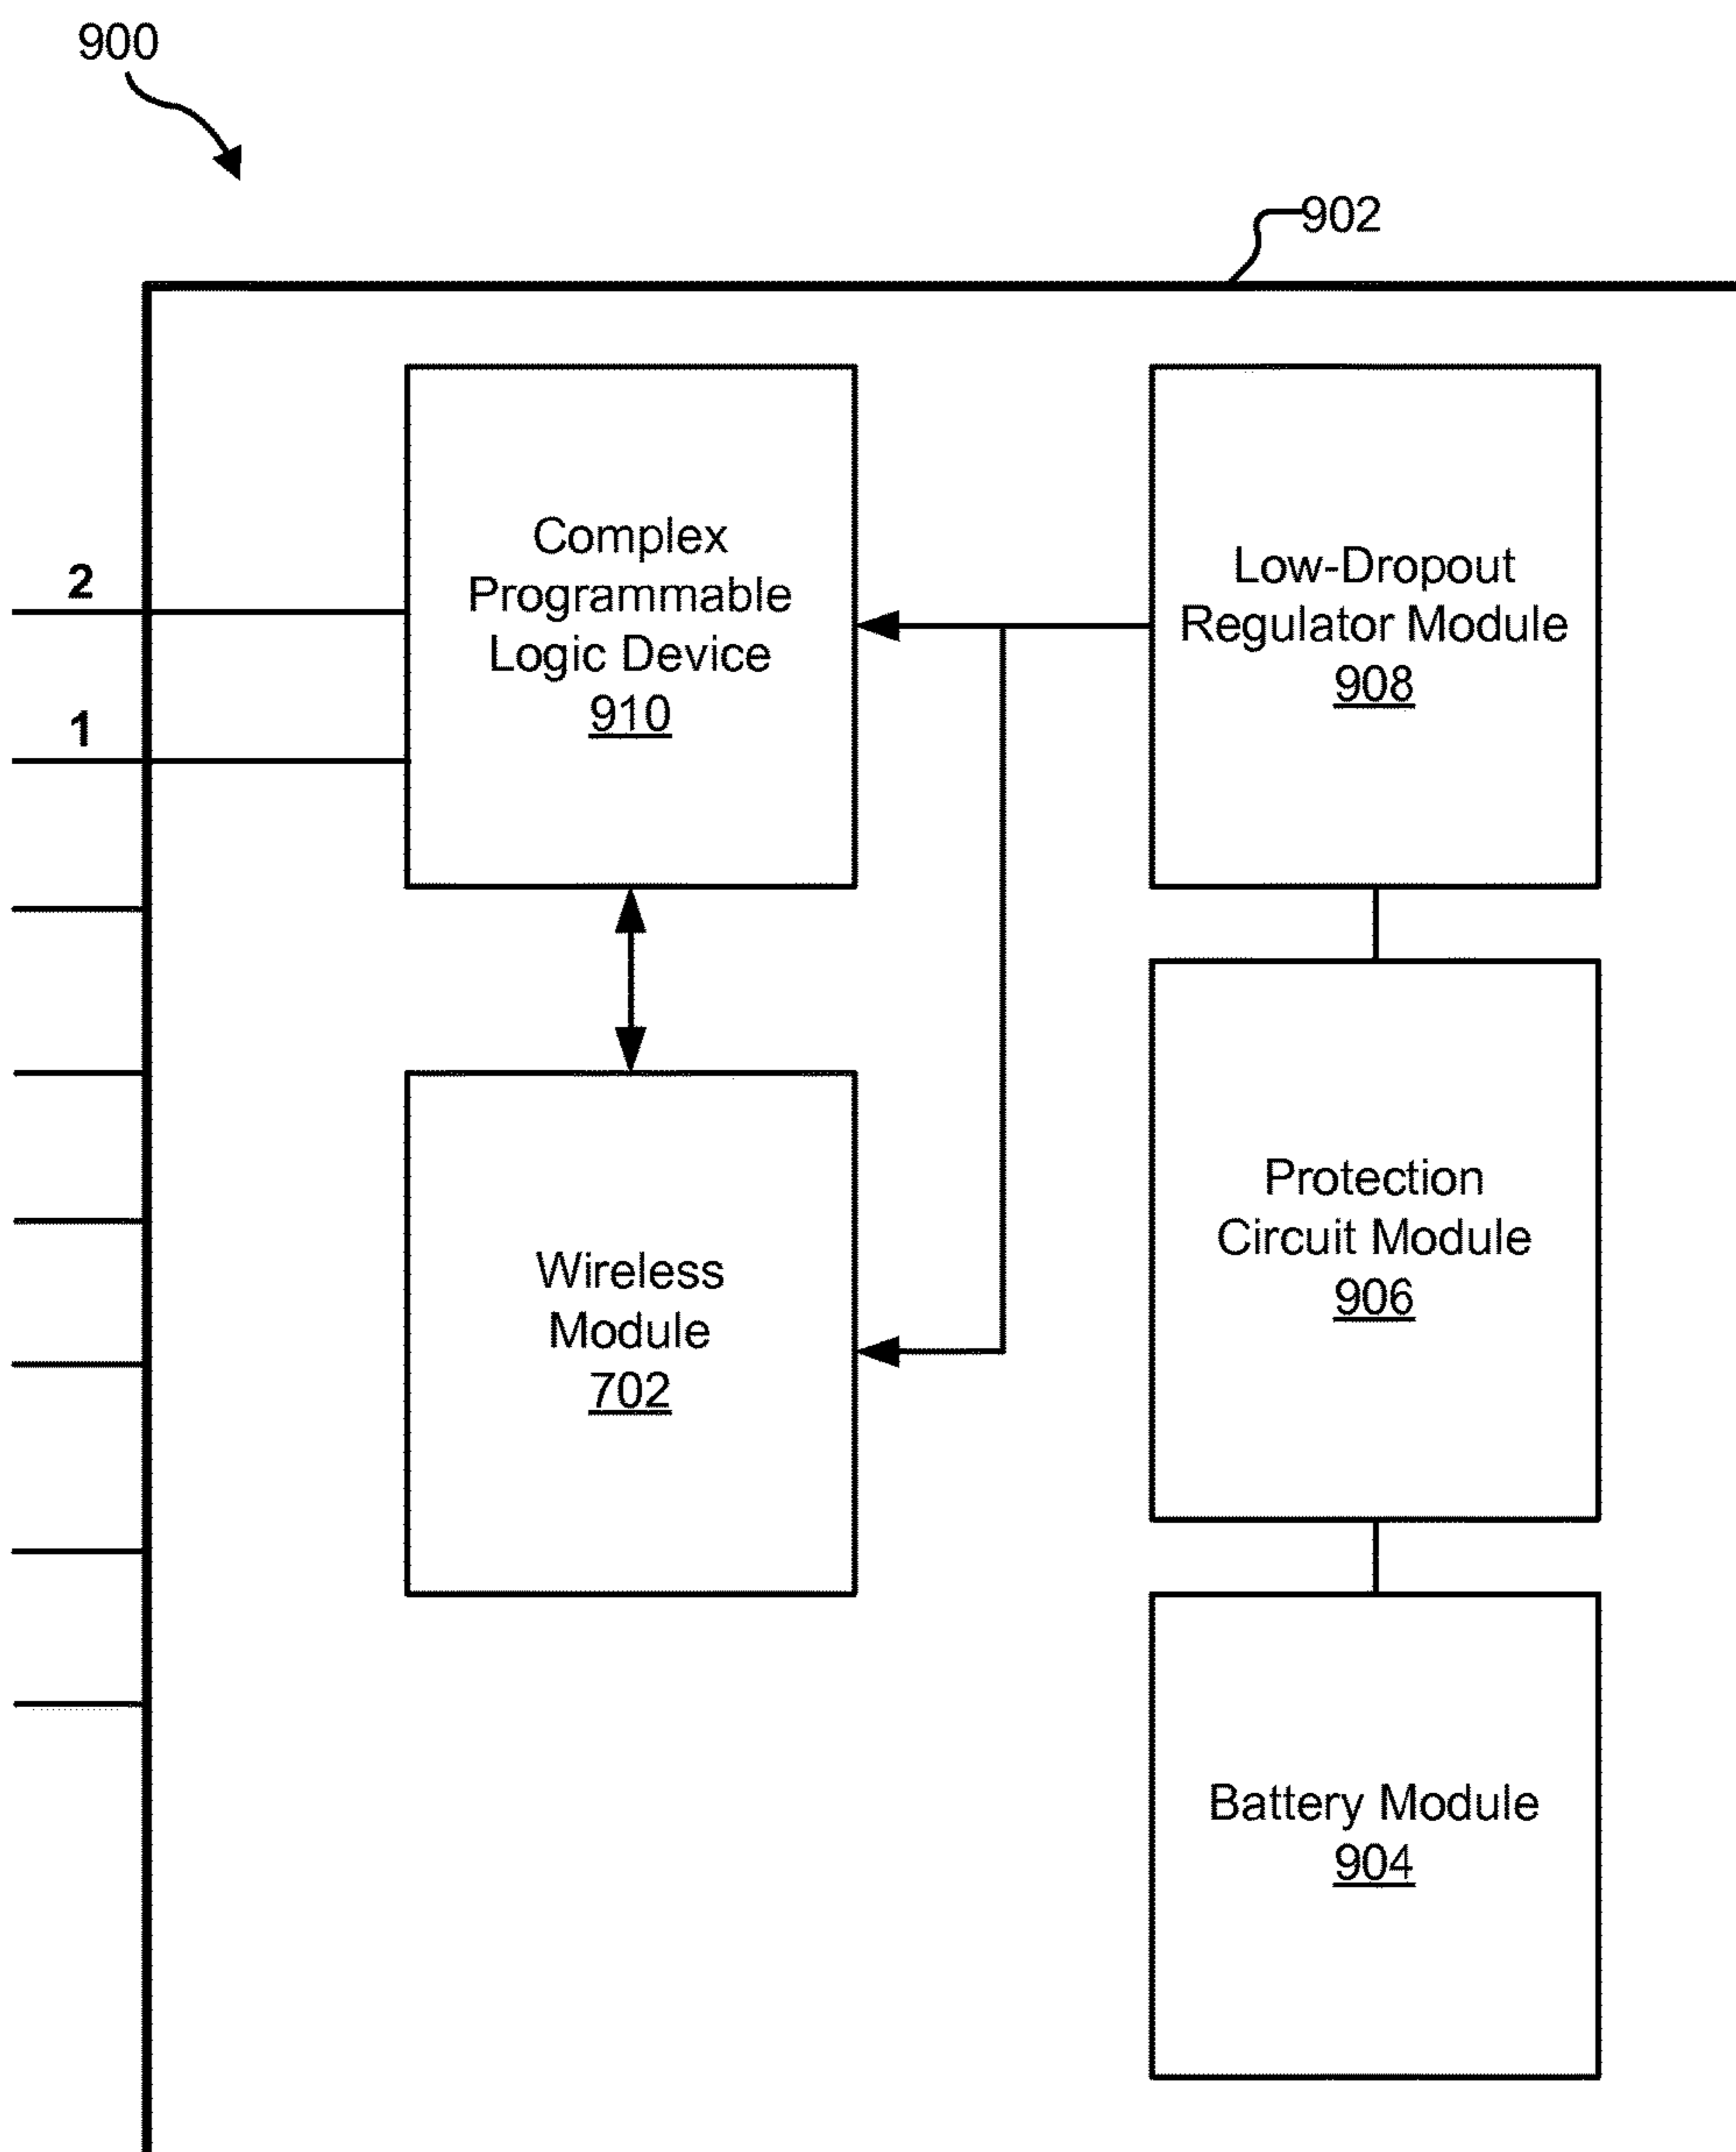 900
902
Complex
Programmable
Logic Device
910
Low-Dropout
Regulator Module
908
2
1
Protection
Circuit Module
906
Wireless
Module
702
Battery Module
904